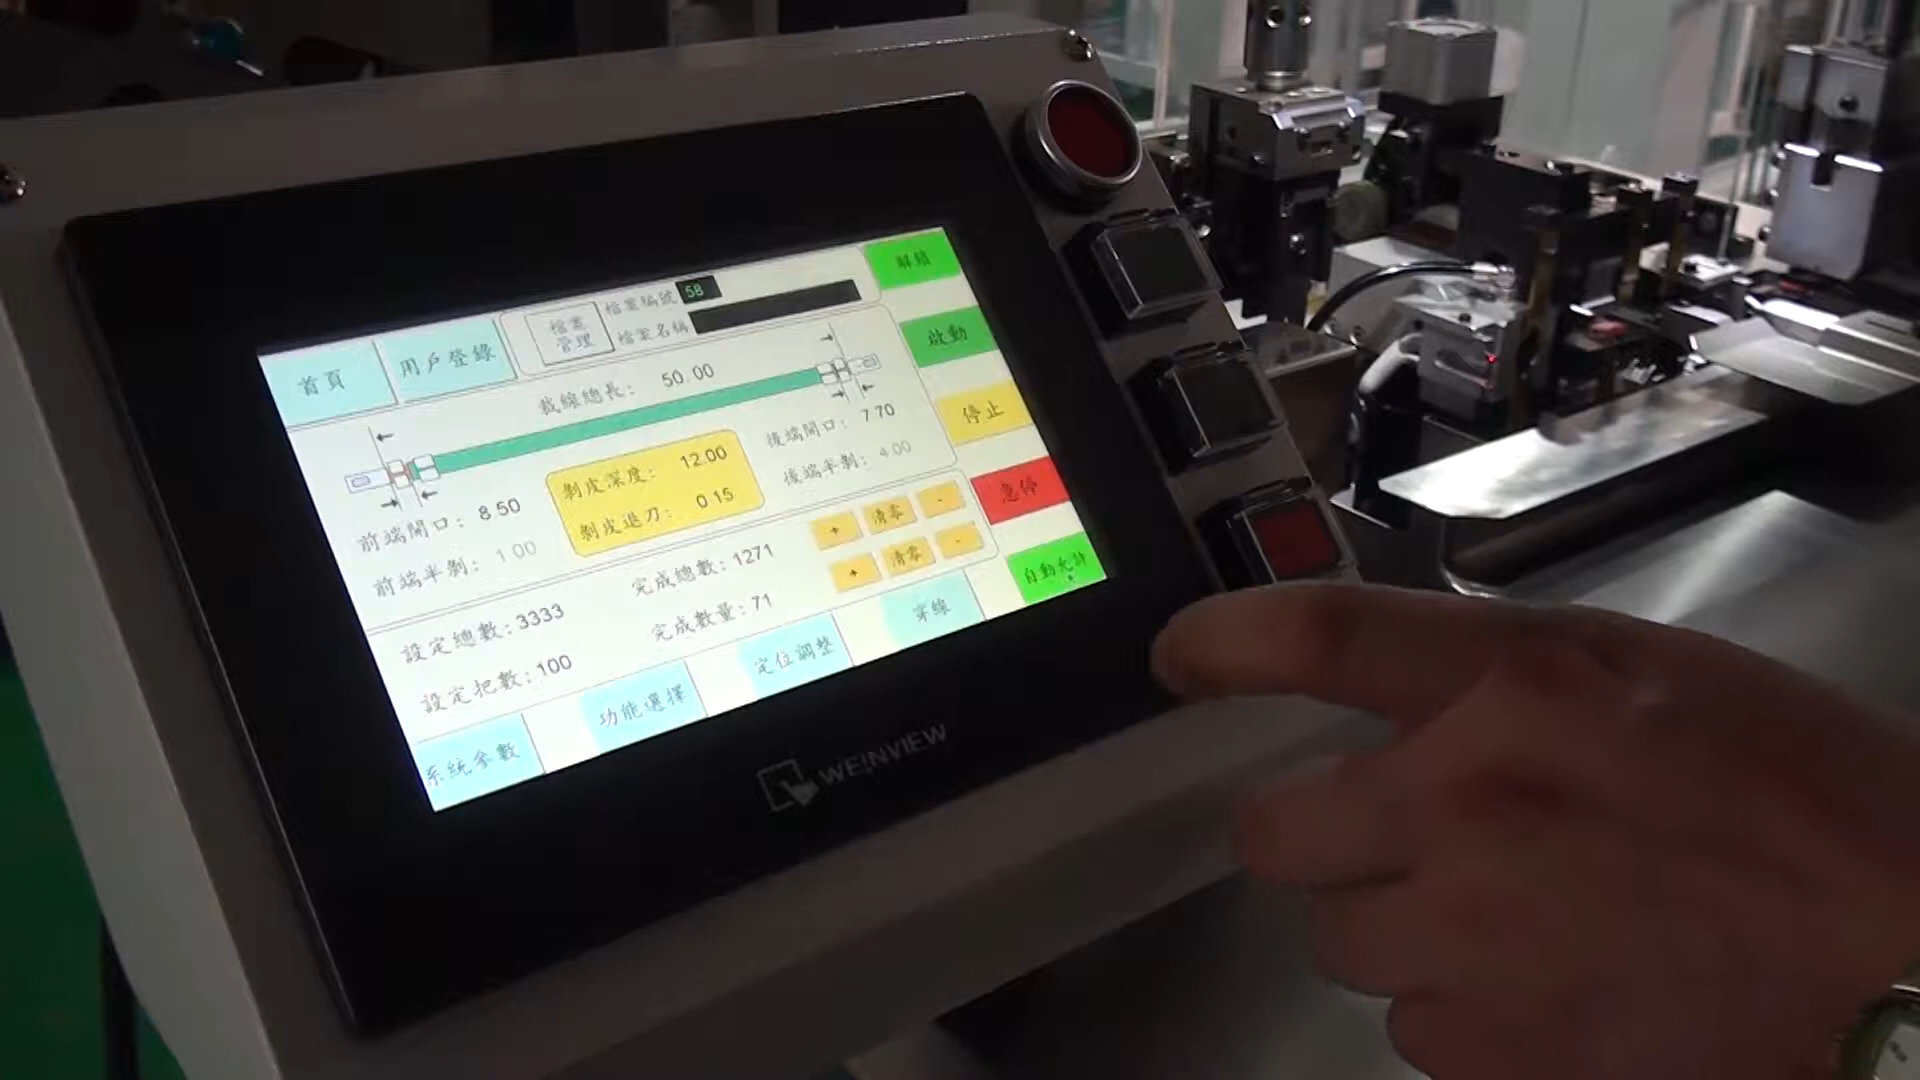 首頁
用戶登錄
檔案
管理
檔案編號 58
檔案名稱
解鎖
裁線總長: 50.00
啟動
停止
急停
自動允許
剝皮深度: 12.00
剝皮退刀: 0.15
後端開口: 7.70
後端半剝: 4.00
前端開口: 8.50
前端半剝: 1.00
設定總數: 3333
完成總數: 1271
+ 清零 -
設定把數: 100
完成數量: 71
+ 清零 -
系統參數
功能選擇
定位調整
穿線
WEINVIEW